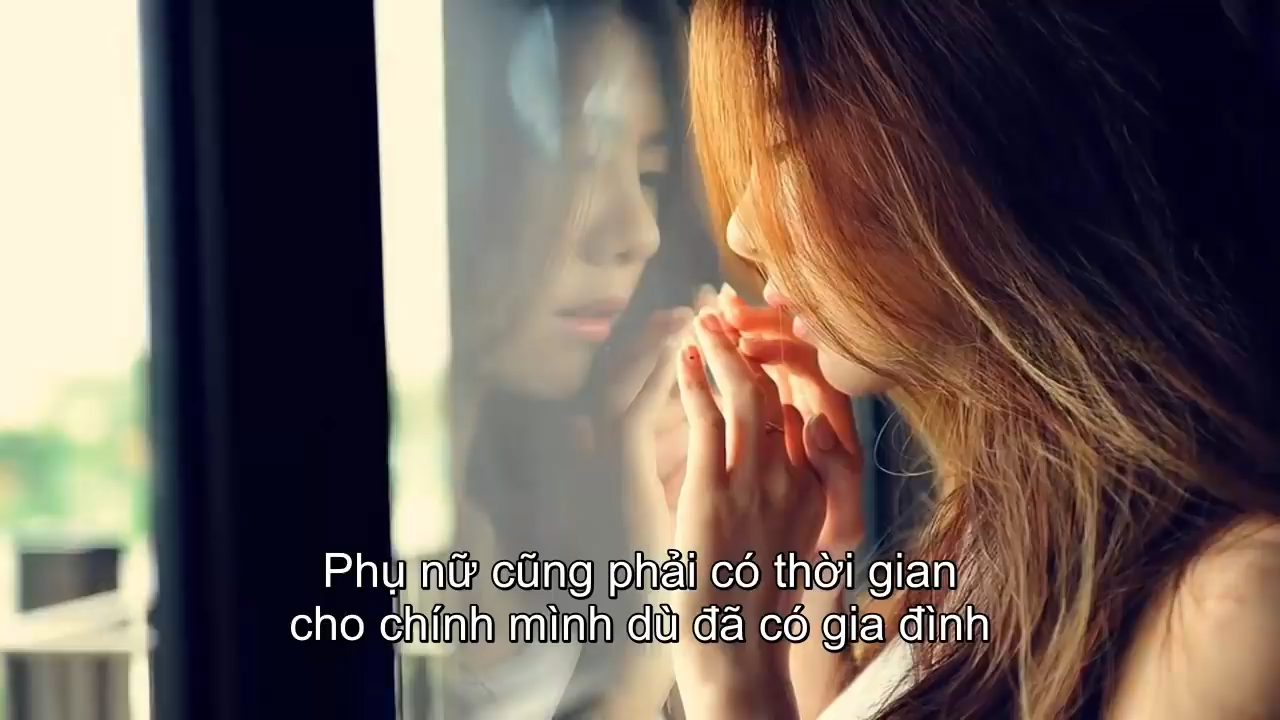 Phụ nữ cũng phải có thời gian
cho chính mình dù đã có gia đình